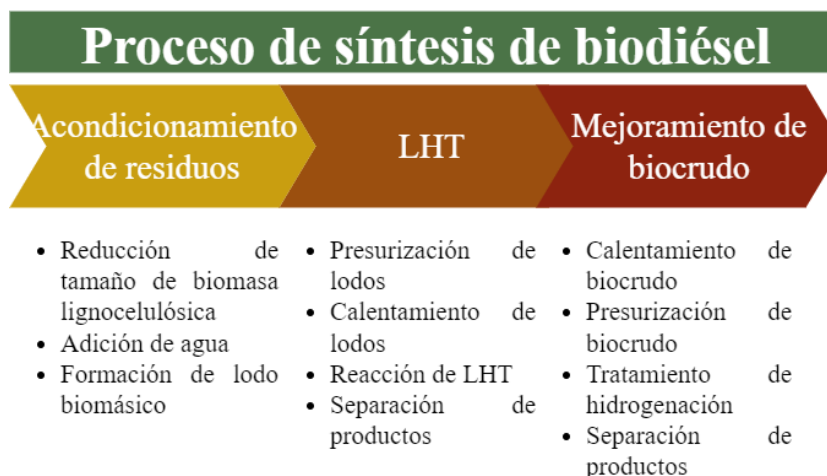 Proceso de síntesis de biodiésel
Acondicionamiento
de residuos
LHT
Mejoramiento de
biocrudo
• Reducción de
tamaño de biomasa
lignocelulósica
• Adición de agua
• Formación de lodo
biomásico
• Presurización de
lodos
• Calentamiento de
lodos
• Reacción de LHT
• Separación de
productos
• Calentamiento de
biocrudo
• Presurización de
biocrudo
• Tratamiento de
hidrogenación
• Separación de
productos